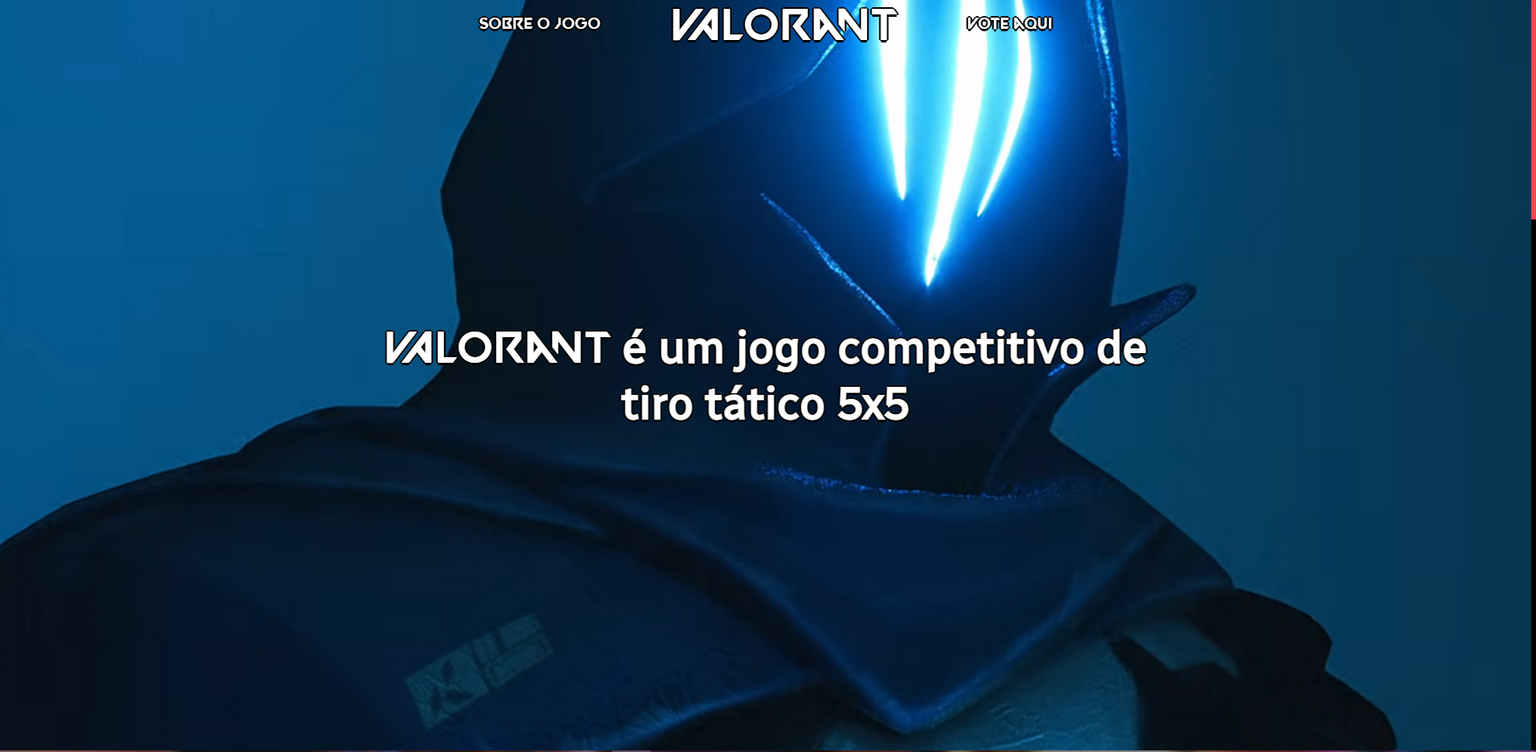 SOBRE O JOGO VALORANT VOTE AQUI
VALORANT é um jogo competitivo de
tiro tático 5x5